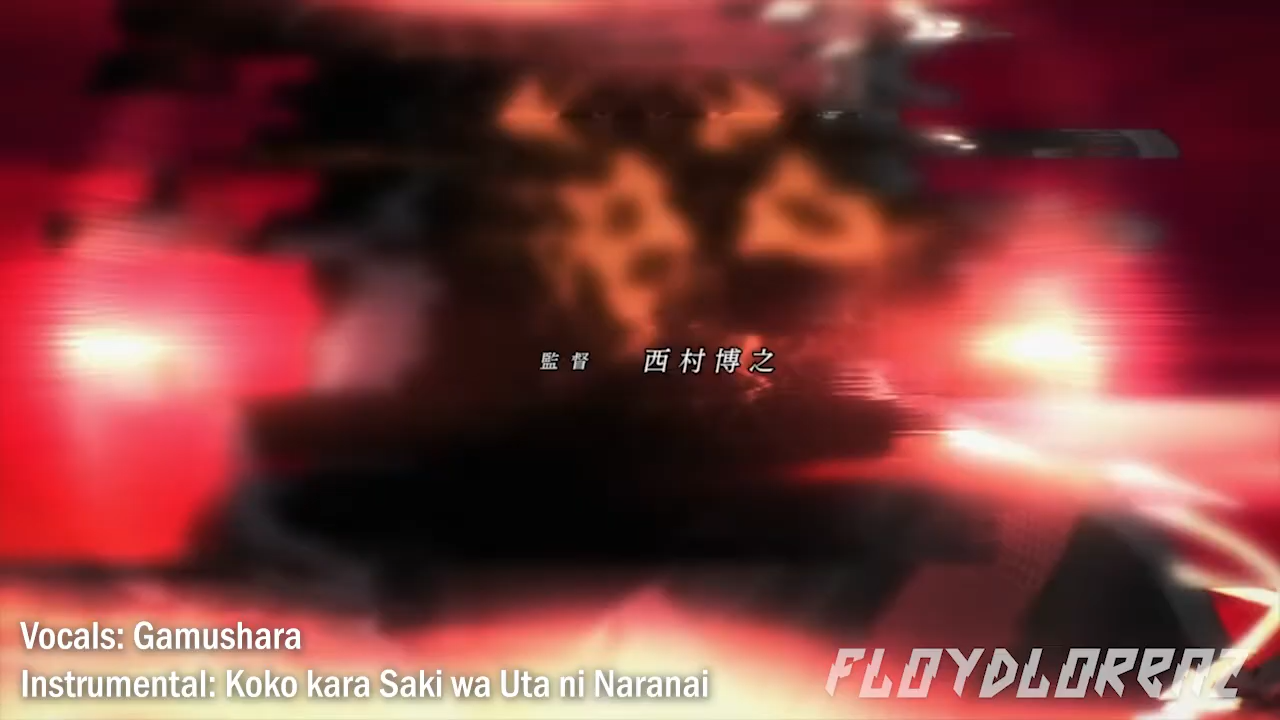 監督 西村博之
Vocals: Gamushara
Instrumental: Koko kara Saki wa Uta ni Naranai
FLOYDLORENZ